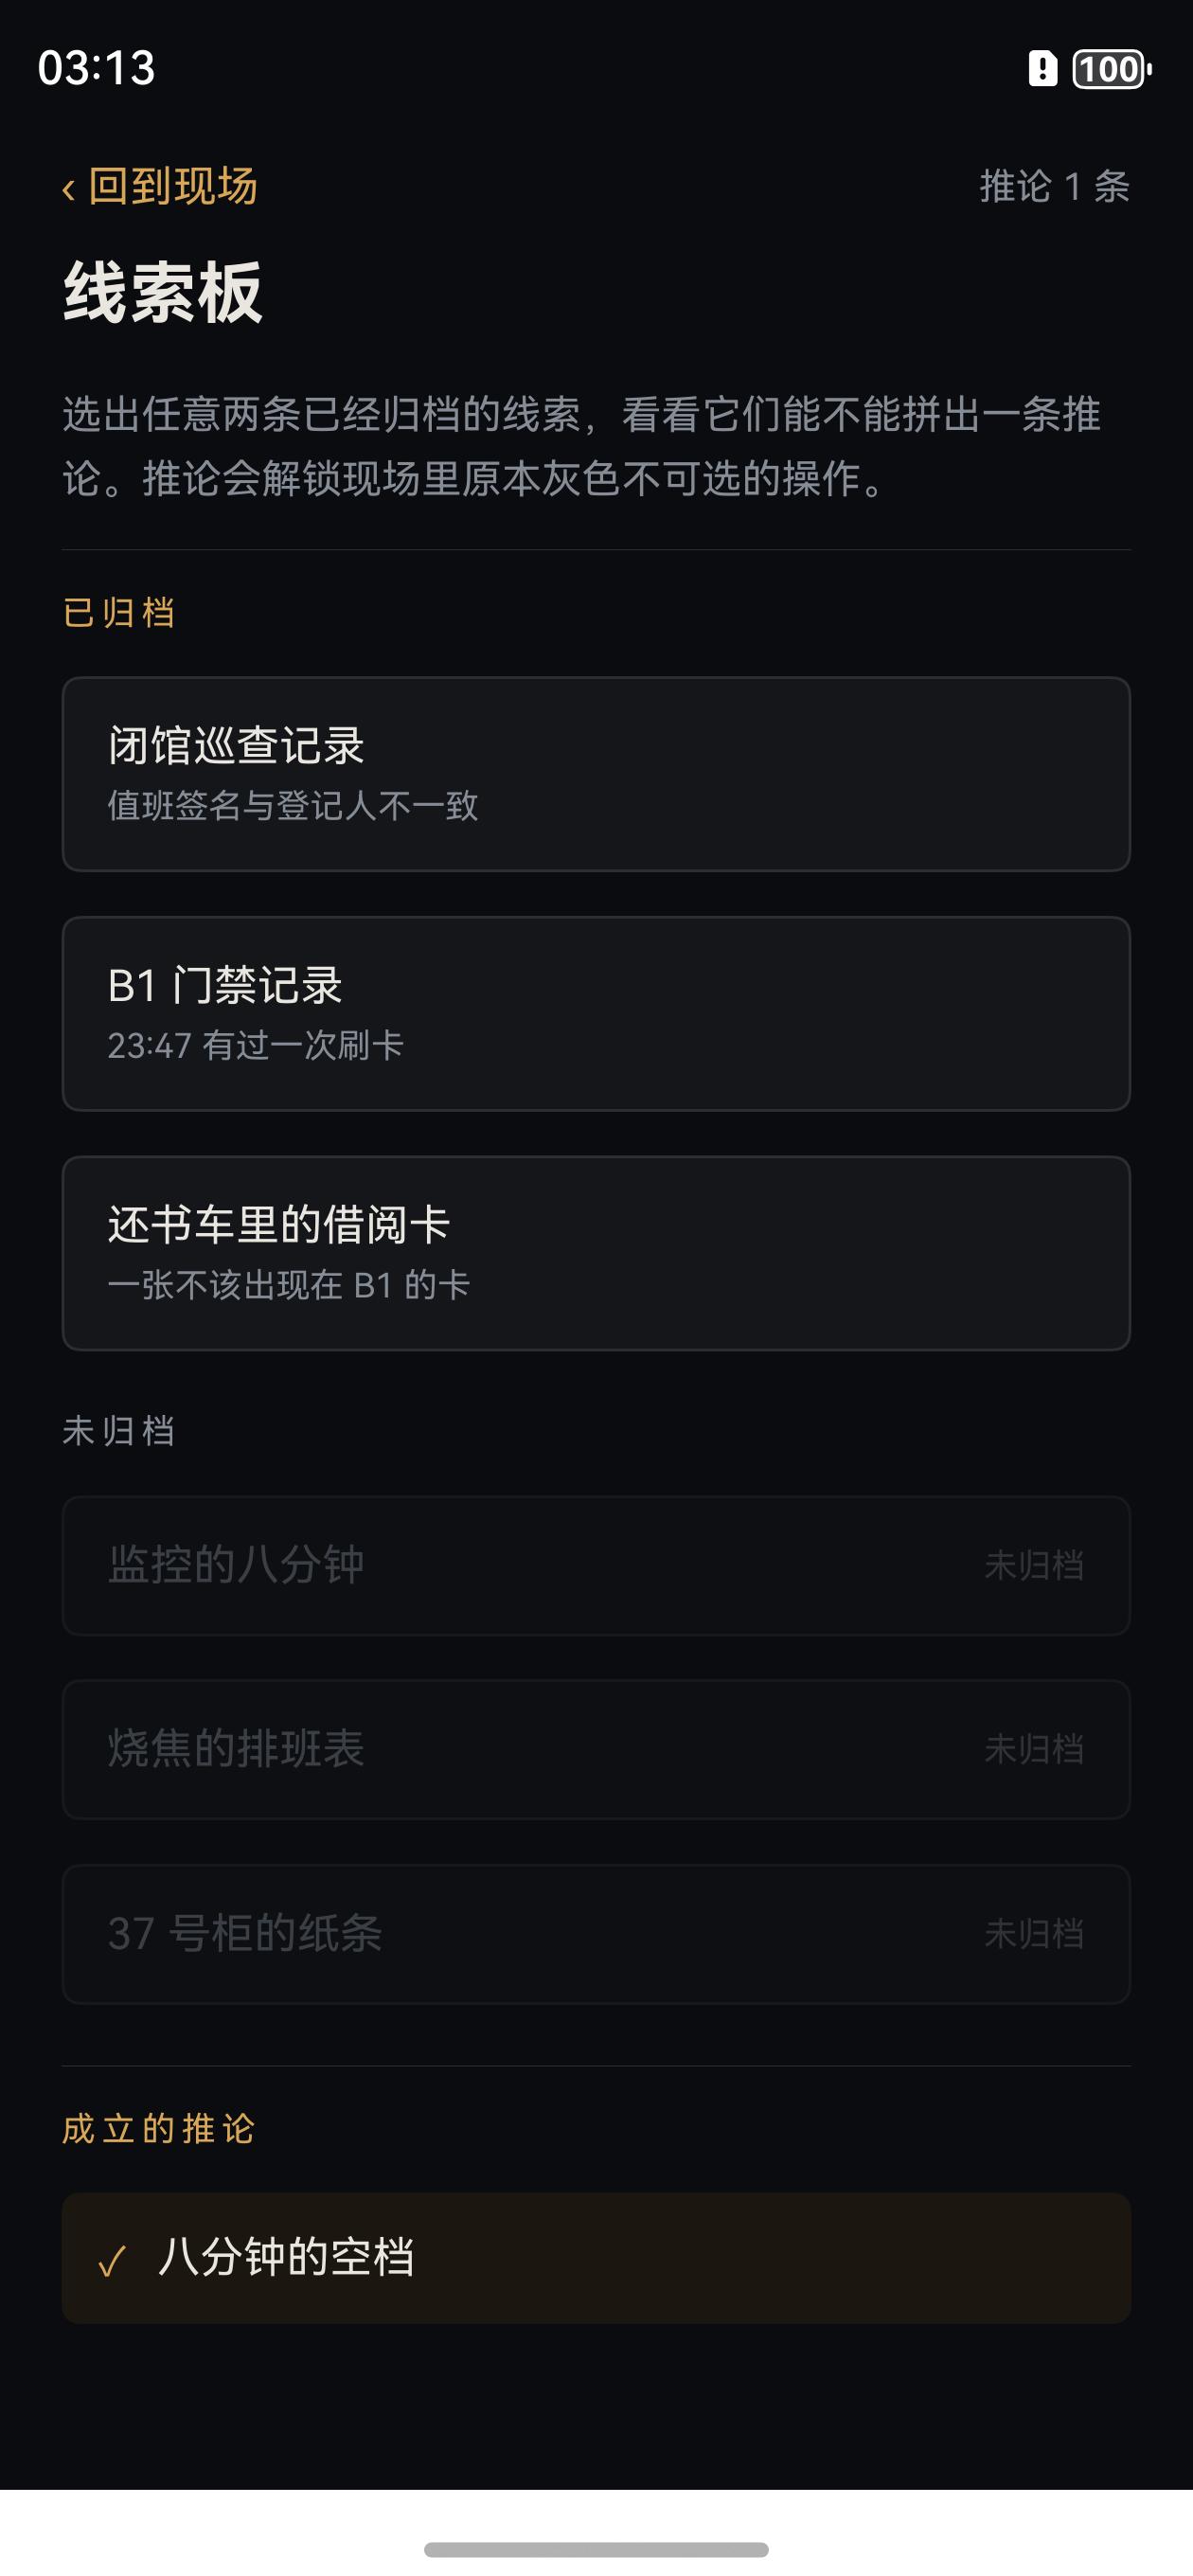 03:13
100
‹ 回到现场
推论 1 条
线索板
选出任意两条已经归档的线索，看看它们能不能拼出一条推
论。推论会解锁现场里原本灰色不可选的操作。
已归档
闭馆巡查记录
值班签名与登记人不一致
B1 门禁记录
23:47 有过一次刷卡
还书车里的借阅卡
一张不该出现在 B1 的卡
未归档
监控的八分钟
未归档
烧焦的排班表
未归档
37 号柜的纸条
未归档
成立的推论
✓ 八分钟的空档